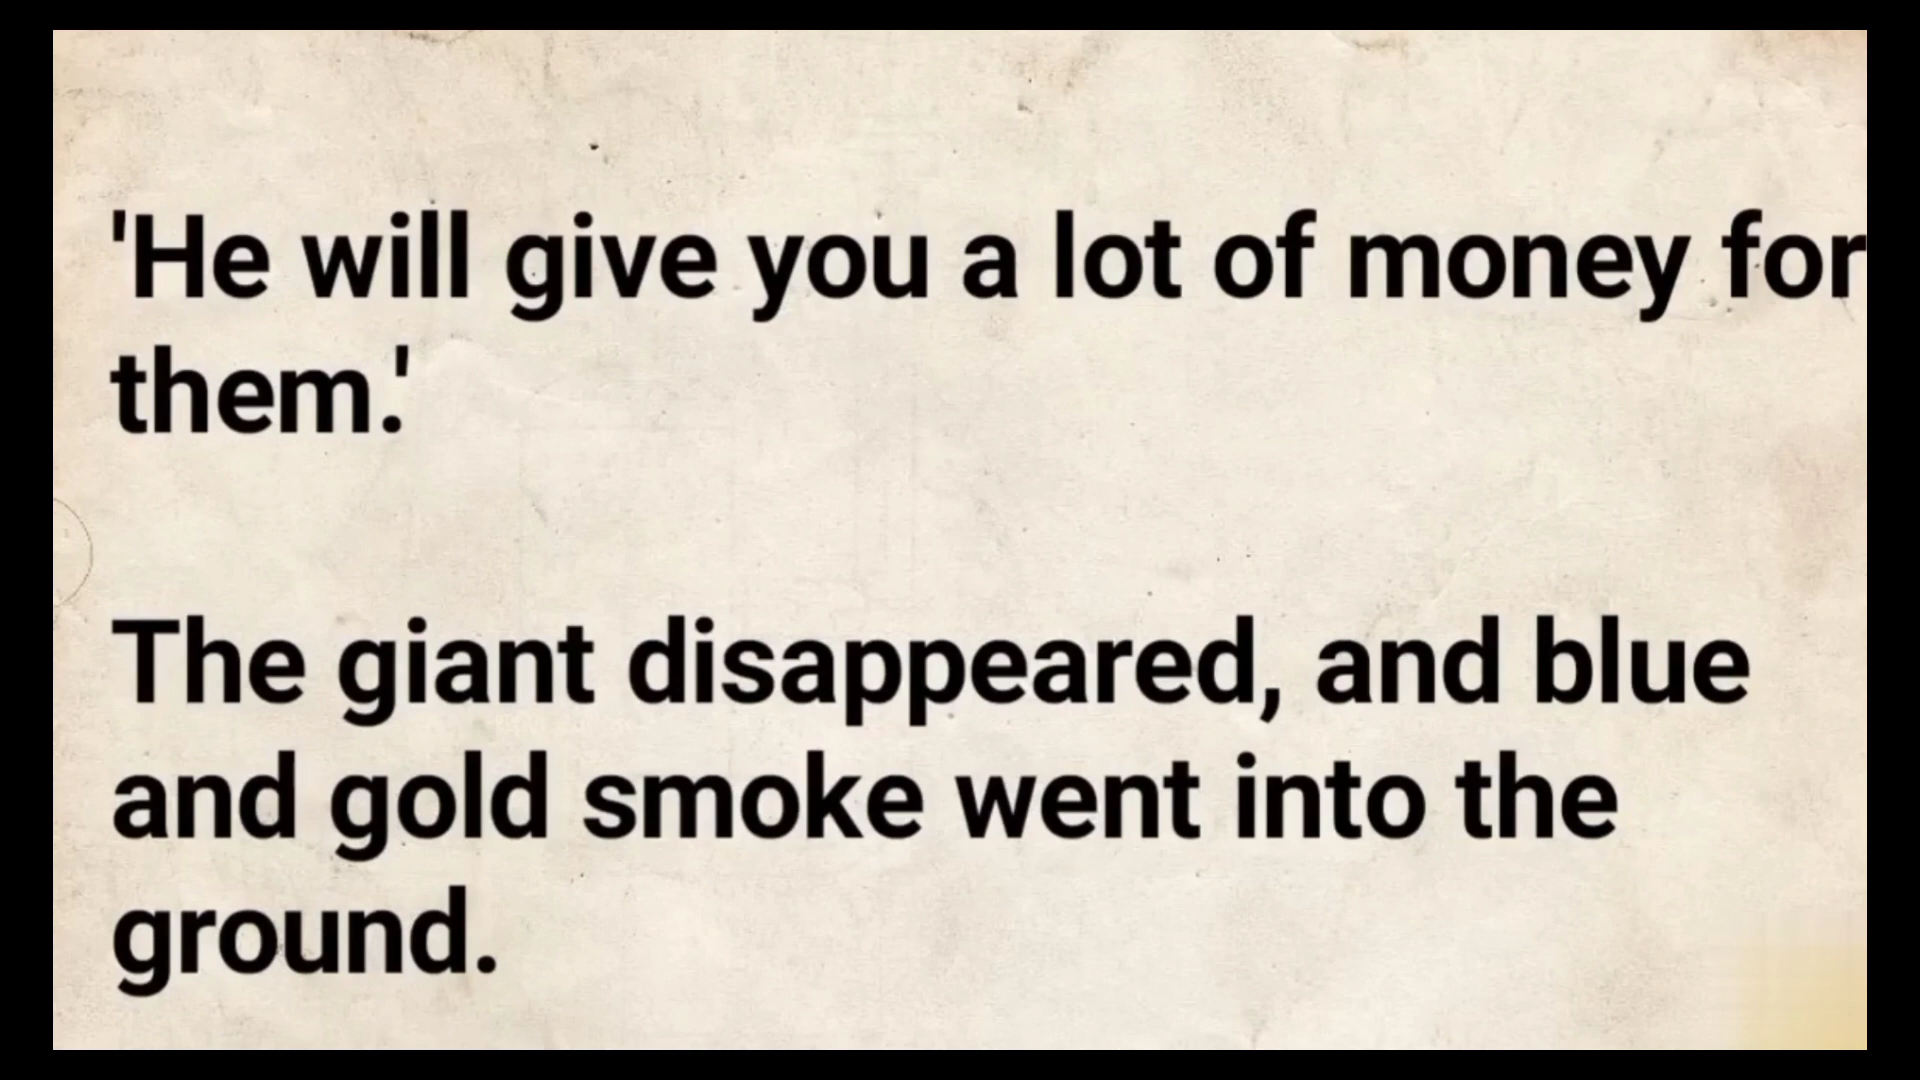 'He will give you a lot of money for
them.'
The giant disappeared, and blue
and gold smoke went into the
ground.